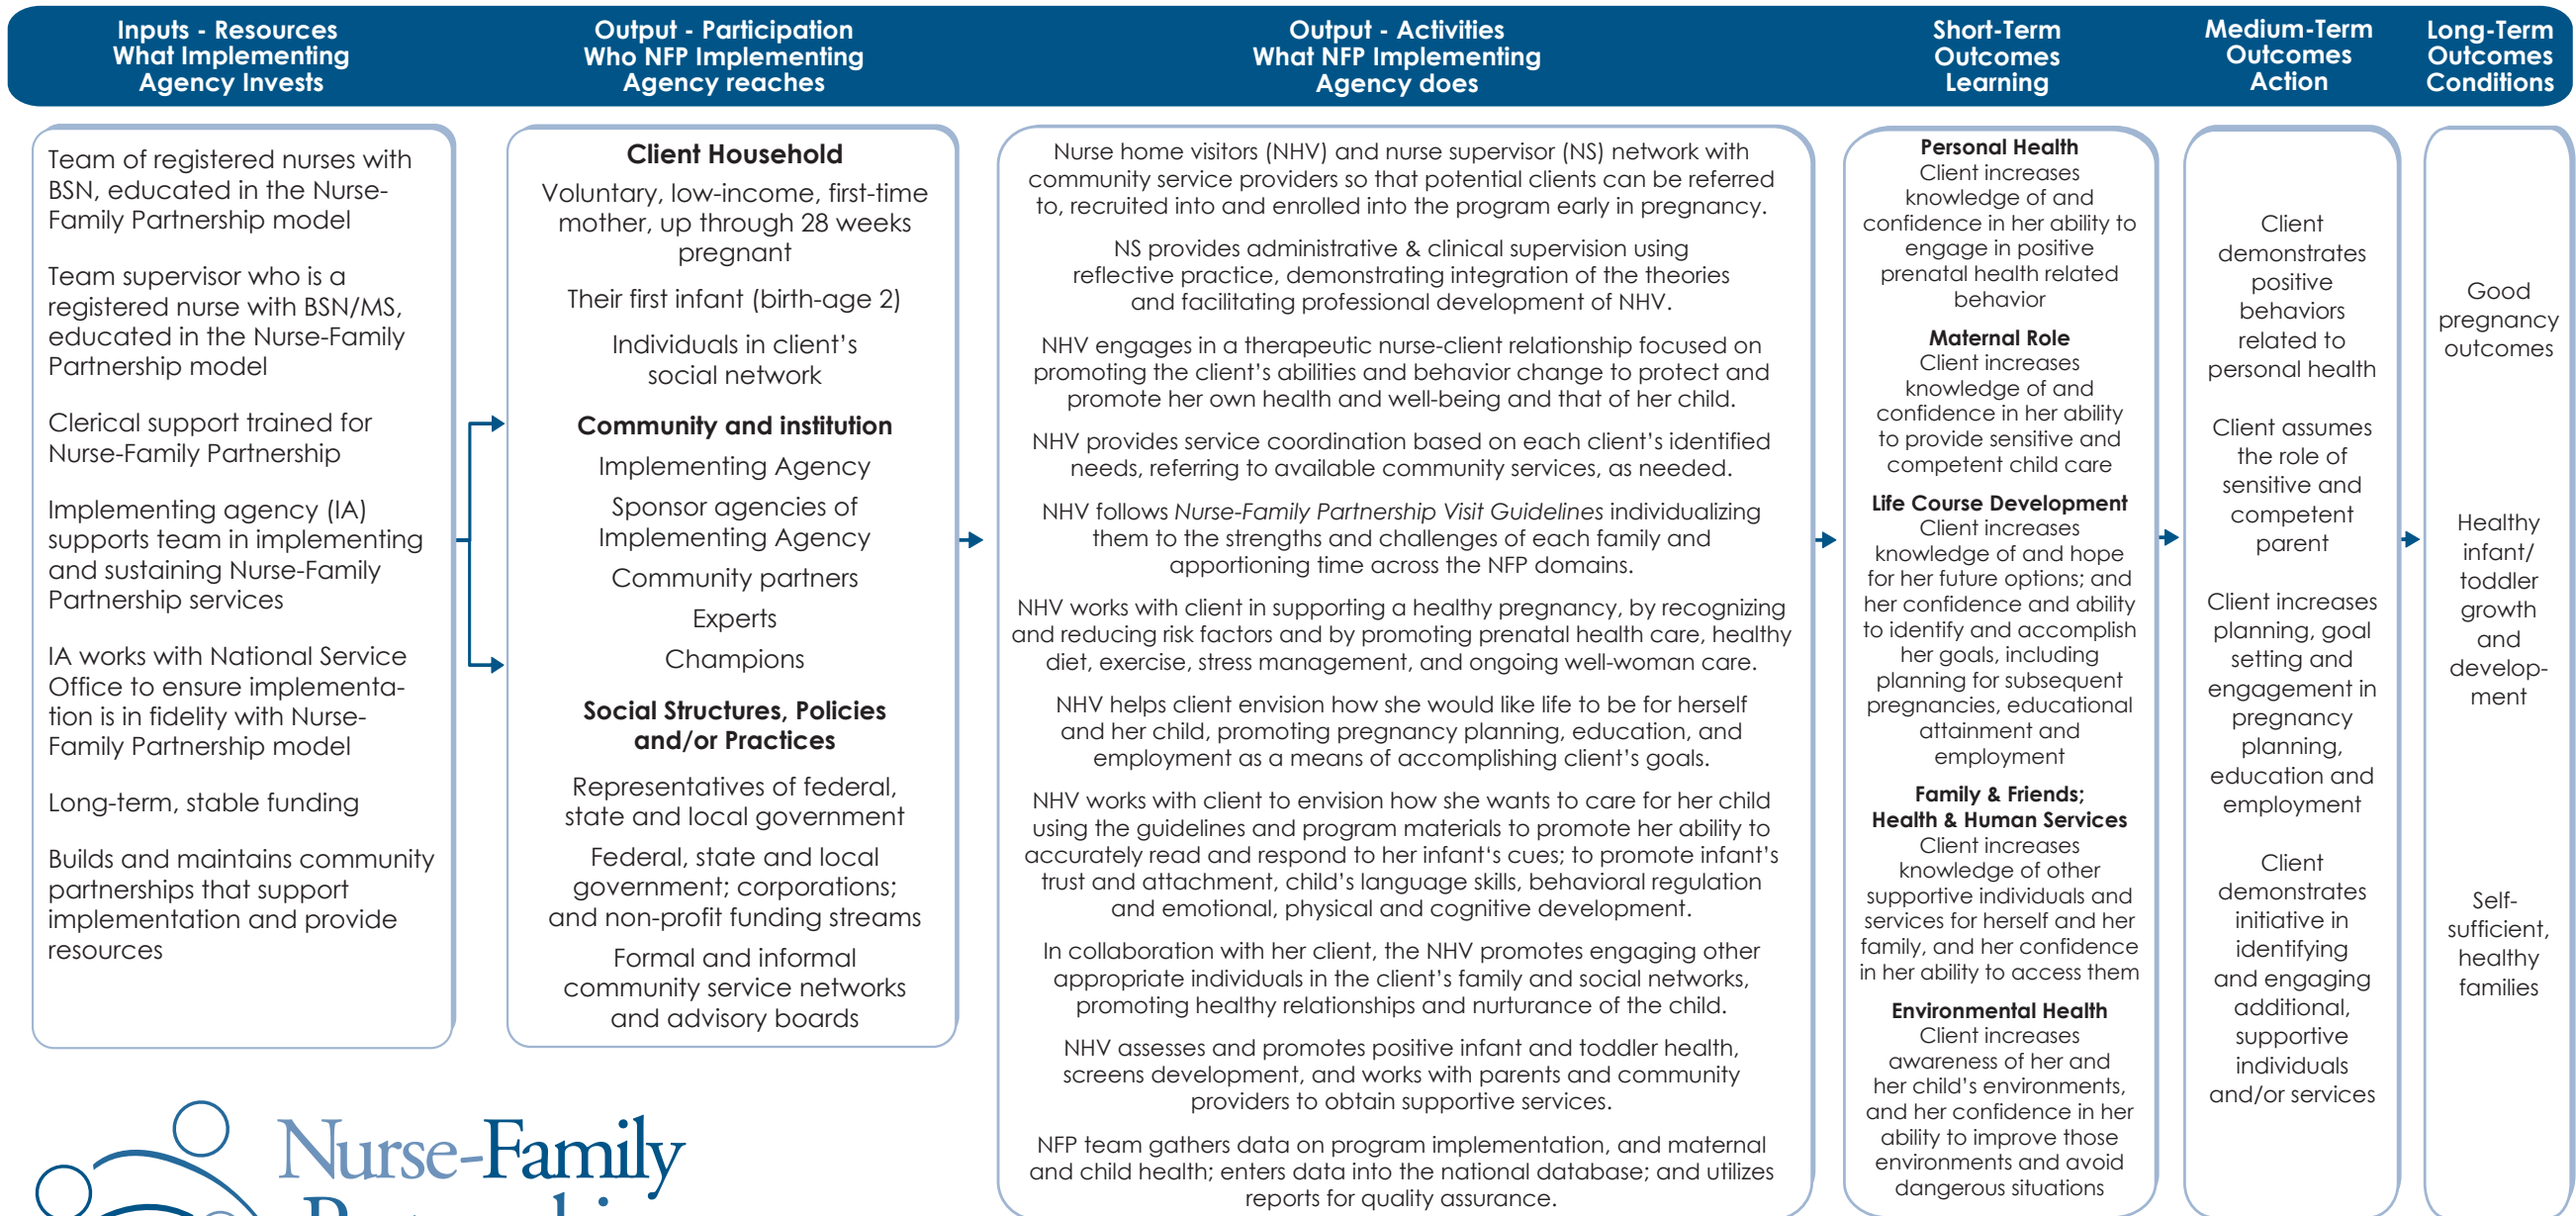 Inputs - Resources
What Implementing
Agency Invests
Output - Participation
Who NFP Implementing
Agency reaches
Output - Activities
What NFP Implementing
Agency does
Short-Term
Outcomes
Learning
Medium-Term
Outcomes
Action
Long-Term
Outcomes
Conditions
Team of registered nurses with
BSN, educated in the Nurse-
Family Partnership model
Team supervisor who is a
registered nurse with BSN/MS,
educated in the Nurse-Family
Partnership model
Clerical support trained for
Nurse-Family Partnership
Implementing agency (IA)
supports team in implementing
and sustaining Nurse-Family
Partnership services
IA works with National Service
Office to ensure implementa-
tion is in fidelity with Nurse-
Family Partnership model
Long-term, stable funding
Builds and maintains community
partnerships that support
implementation and provide
resources
Client Household
Voluntary, low-income, first-time
mother, up through 28 weeks
pregnant
Their first infant (birth-age 2)
Individuals in client's
social network
Community and institution
Implementing Agency
Sponsor agencies of
Implementing Agency
Community partners
Experts
Champions
Social Structures, Policies
and/or Practices
Representatives of federal,
state and local government
Federal, state and local
government; corporations;
and non-profit funding streams
Formal and informal
community service networks
and advisory boards
Nurse home visitors (NHV) and nurse supervisor (NS) network with
community service providers so that potential clients can be referred
to, recruited into and enrolled into the program early in pregnancy.
NS provides administrative & clinical supervision using
reflective practice, demonstrating integration of the theories
and facilitating professional development of NHV.
NHV engages in a therapeutic nurse-client relationship focused on
promoting the client's abilities and behavior change to protect and
promote her own health and well-being and that of her child.
NHV provides service coordination based on each client's identified
needs, referring to available community services, as needed.
NHV follows Nurse-Family Partnership Visit Guidelines individualizing
them to the strengths and challenges of each family and
apportioning time across the NFP domains.
NHV works with client in supporting a healthy pregnancy, by recognizing
and reducing risk factors and by promoting prenatal health care, healthy
diet, exercise, stress management, and ongoing well-woman care.
NHV helps client envision how she would like life to be for herself
and her child, promoting pregnancy planning, education, and
employment as a means of accomplishing client's goals.
NHV works with client to envision how she wants to care for her child
using the guidelines and program materials to promote her ability to
accurately read and respond to her infant‘s cues; to promote infant's
trust and attachment, child's language skills, behavioral regulation
and emotional, physical and cognitive development.
In collaboration with her client, the NHV promotes engaging other
appropriate individuals in the client's family and social networks,
promoting healthy relationships and nurturance of the child.
NHV assesses and promotes positive infant and toddler health,
screens development, and works with parents and community
providers to obtain supportive services.
NFP team gathers data on program implementation, and maternal
and child health; enters data into the national database; and utilizes
reports for quality assurance.
Personal Health
Client increases
knowledge of and
confidence in her ability to
engage in positive
prenatal health related
behavior
Maternal Role
Client increases
knowledge of and
confidence in her ability
to provide sensitive and
competent child care
Life Course Development
Client increases
knowledge of and hope
for her future options; and
her confidence and ability
to identify and accomplish
her goals, including
planning for subsequent
pregnancies, educational
attainment and
employment
Family & Friends;
Health & Human Services
Client increases
knowledge of other
supportive individuals and
services for herself and her
family, and her confidence
in her ability to access them
Environmental Health
Client increases
awareness of her and
her child's environments,
and her confidence in her
ability to improve those
environments and avoid
dangerous situations
Client
demonstrates
positive
behaviors
related to
personal health
Client assumes
the role of
sensitive and
competent
parent
Client increases
planning, goal
setting and
engagement in
pregnancy
planning,
education and
employment
Client
demonstrates
initiative in
identifying
and engaging
additional,
supportive
individuals
and/or services
Good
pregnancy
outcomes
Healthy
infant/
toddler
growth
and
develop-
ment
Self-
sufficient,
healthy
families
Nurse-Family